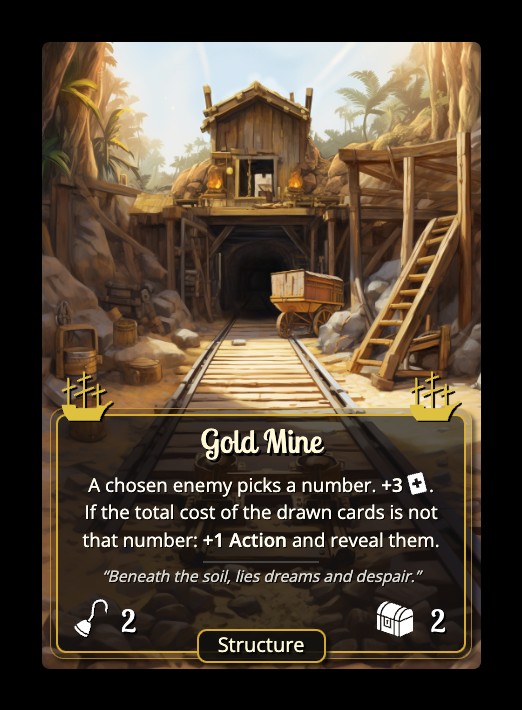 Gold Mine
A chosen enemy picks a number. +3 .
If the total cost of the drawn cards is not
that number: +1 Action and reveal them.
“Beneath the soil, lies dreams and despair.”
2 2
Structure